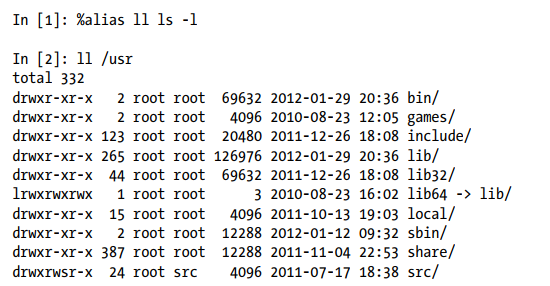 In [1]: %alias ll ls -l
In [2]: ll /usr
total 332
drwxr-xr-x   2 root root  69632 2012-01-29 20:36 bin/
drwxr-xr-x   2 root root   4096 2010-08-23 12:05 games/
drwxr-xr-x 123 root root  20480 2011-12-26 18:08 include/
drwxr-xr-x 265 root root 126976 2012-01-29 20:36 lib/
drwxr-xr-x  44 root root  69632 2011-12-26 18:08 lib32/
lrwxrwxrwx   1 root root      3 2010-08-23 16:02 lib64 -> lib/
drwxr-xr-x  15 root root   4096 2011-10-13 19:03 local/
drwxr-xr-x   2 root root  12288 2012-01-12 09:32 sbin/
drwxr-xr-x 387 root root  12288 2011-11-04 22:53 share/
drwxrwsr-x  24 root src    4096 2011-07-17 18:38 src/